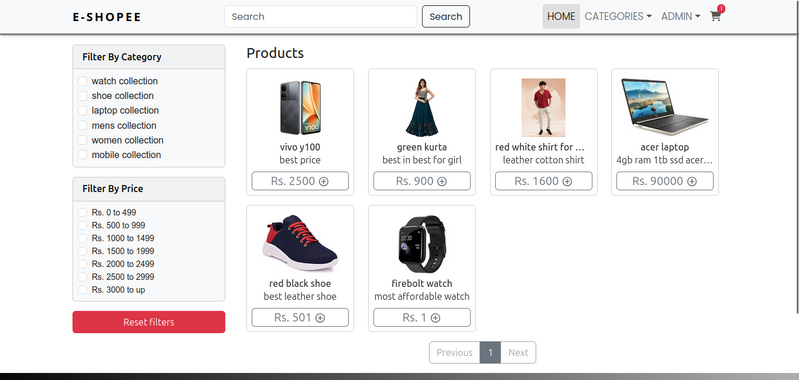 E-SHOPEE
Search
Search
HOME
CATEGORIES
ADMIN
1
Filter By Category
watch collection
shoe collection
laptop collection
mens collection
women collection
mobile collection
Filter By Price
Rs. 0 to 499
Rs. 500 to 999
Rs. 1000 to 1499
Rs. 1500 to 1999
Rs. 2000 to 2499
Rs. 2500 to 2999
Rs. 3000 to up
Reset filters
Products
Y100
vivo y100
best price
Rs. 2500
green kurta
best in best for girl
Rs. 900
red white shirt for ...
leather cotton shirt
Rs. 1600
acer laptop
4gb ram 1tb ssd acer...
Rs. 90000
red black shoe
best leather shoe
Rs. 501
firebolt watch
most affordable watch
Rs. 1
Previous
1
Next